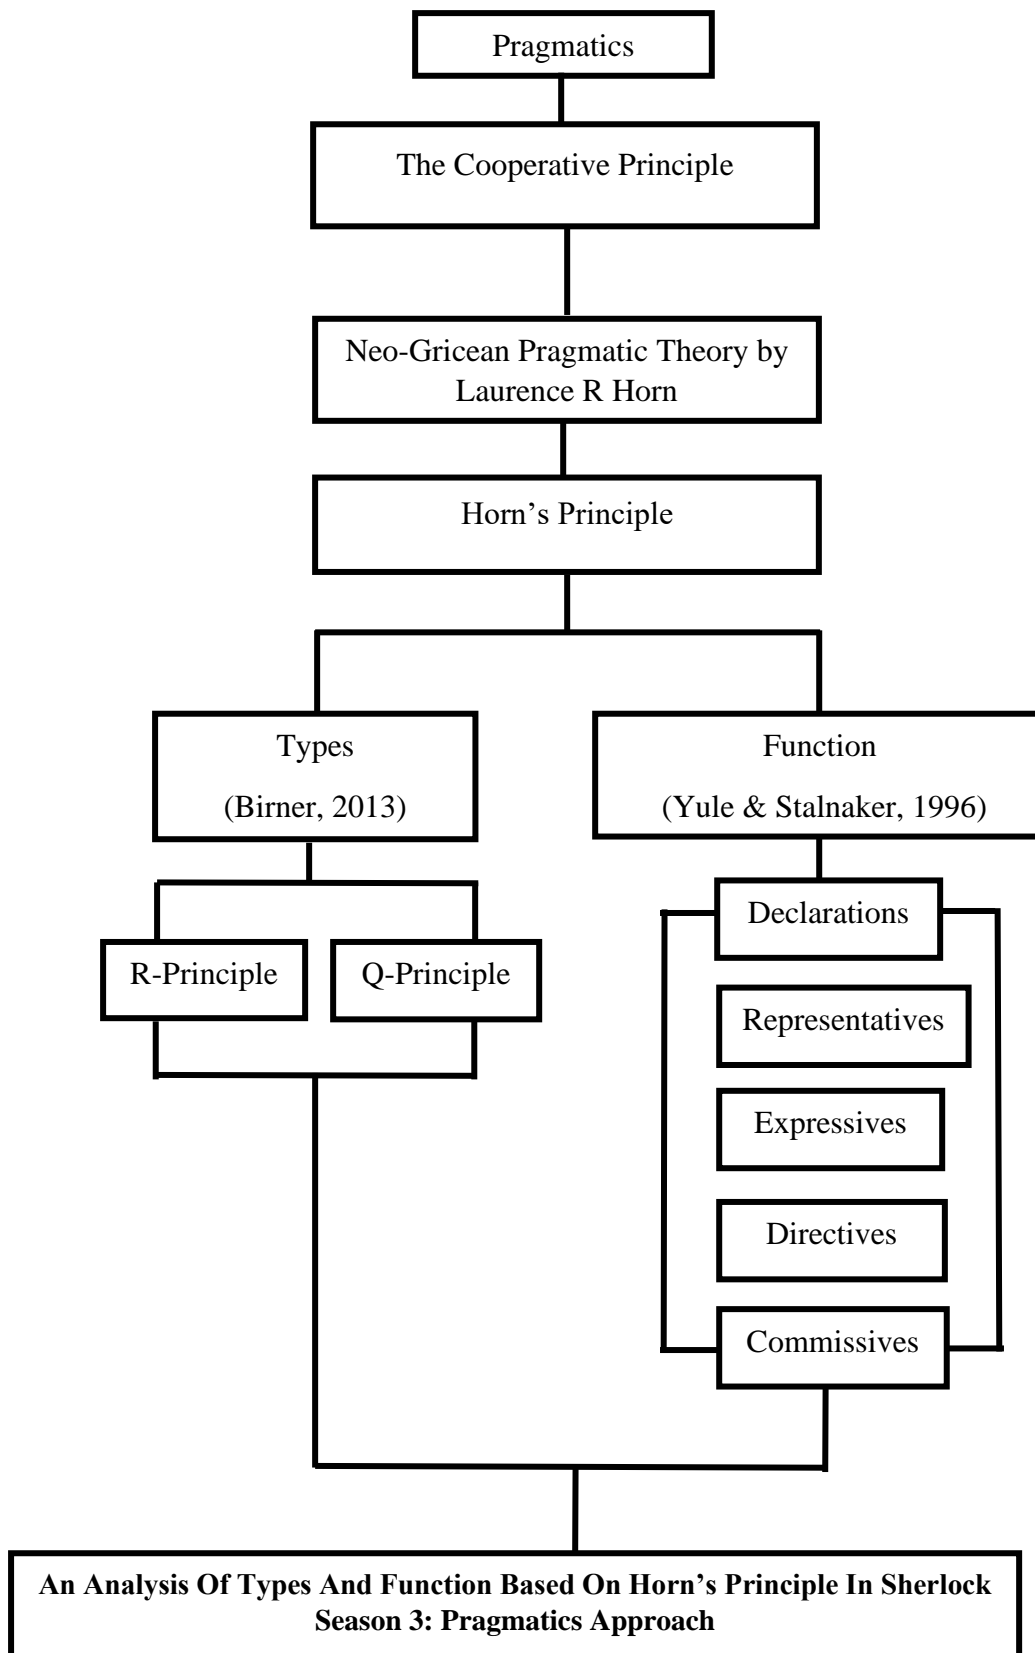 Pragmatics
The Cooperative Principle
Neo-Gricean Pragmatic Theory by
Laurence R Horn
Horn’s Principle
Types
(Birner, 2013)
Function
(Yule & Stalnaker, 1996)
R-Principle
Q-Principle
Declarations
Representatives
Expressives
Directives
Commissives
An Analysis Of Types And Function Based On Horn’s Principle In Sherlock
Season 3: Pragmatics Approach